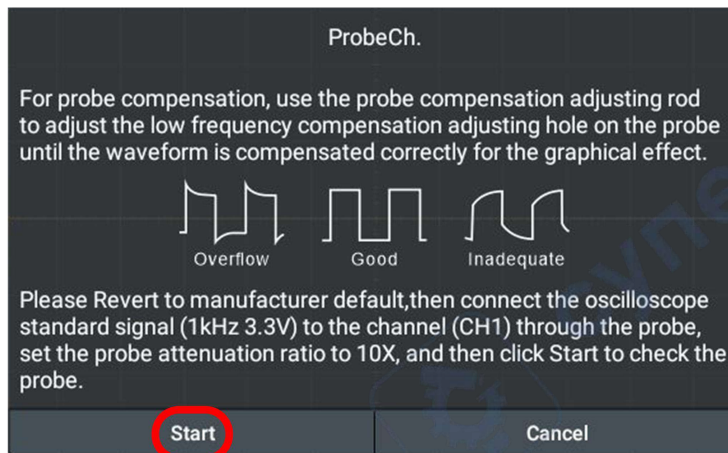 ProbeCh.
For probe compensation, use the probe compensation adjusting rod
to adjust the low frequency compensation adjusting hole on the probe
until the waveform is compensated correctly for the graphical effect.
Overflow Good Inadequate
Please Revert to manufacturer default,then connect the oscilloscope
standard signal (1kHz 3.3V) to the channel (CH1) through the probe,
set the probe attenuation ratio to 10X, and then click Start to check the
probe.
Start Cancel